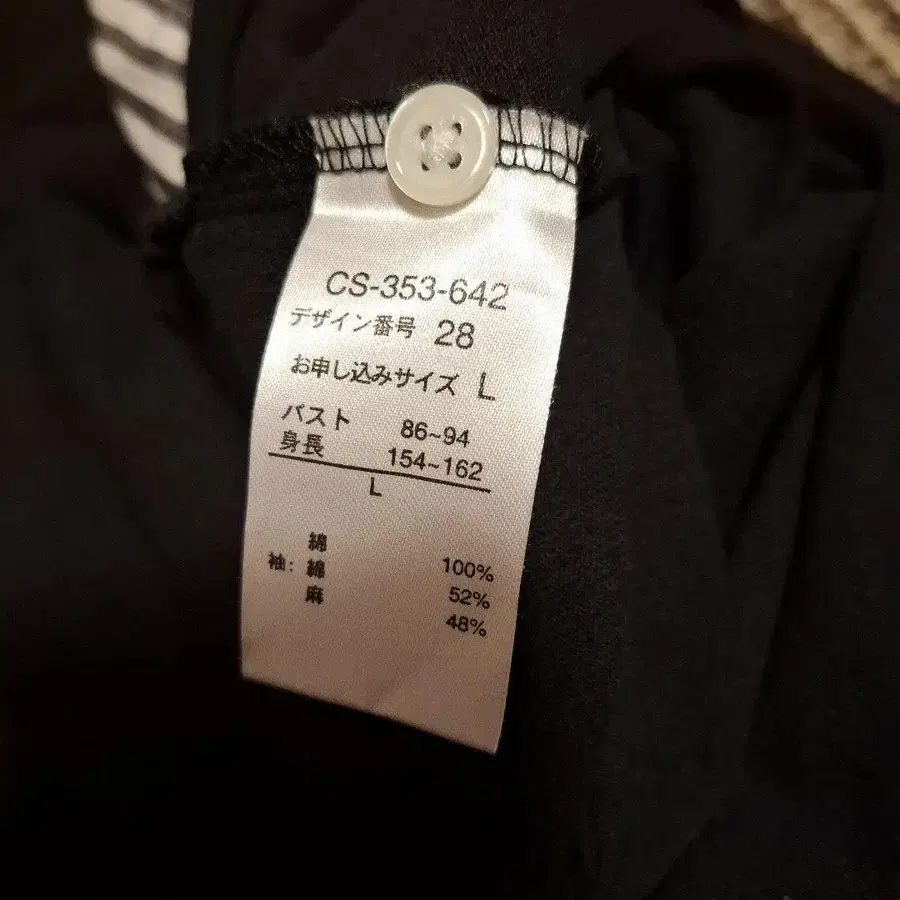 CS-353-642
デザイン番号 28
お申し込みサイズ L
バスト 86~94
身長 154~162
L
綿 100%
袖: 綿 52%
麻 48%